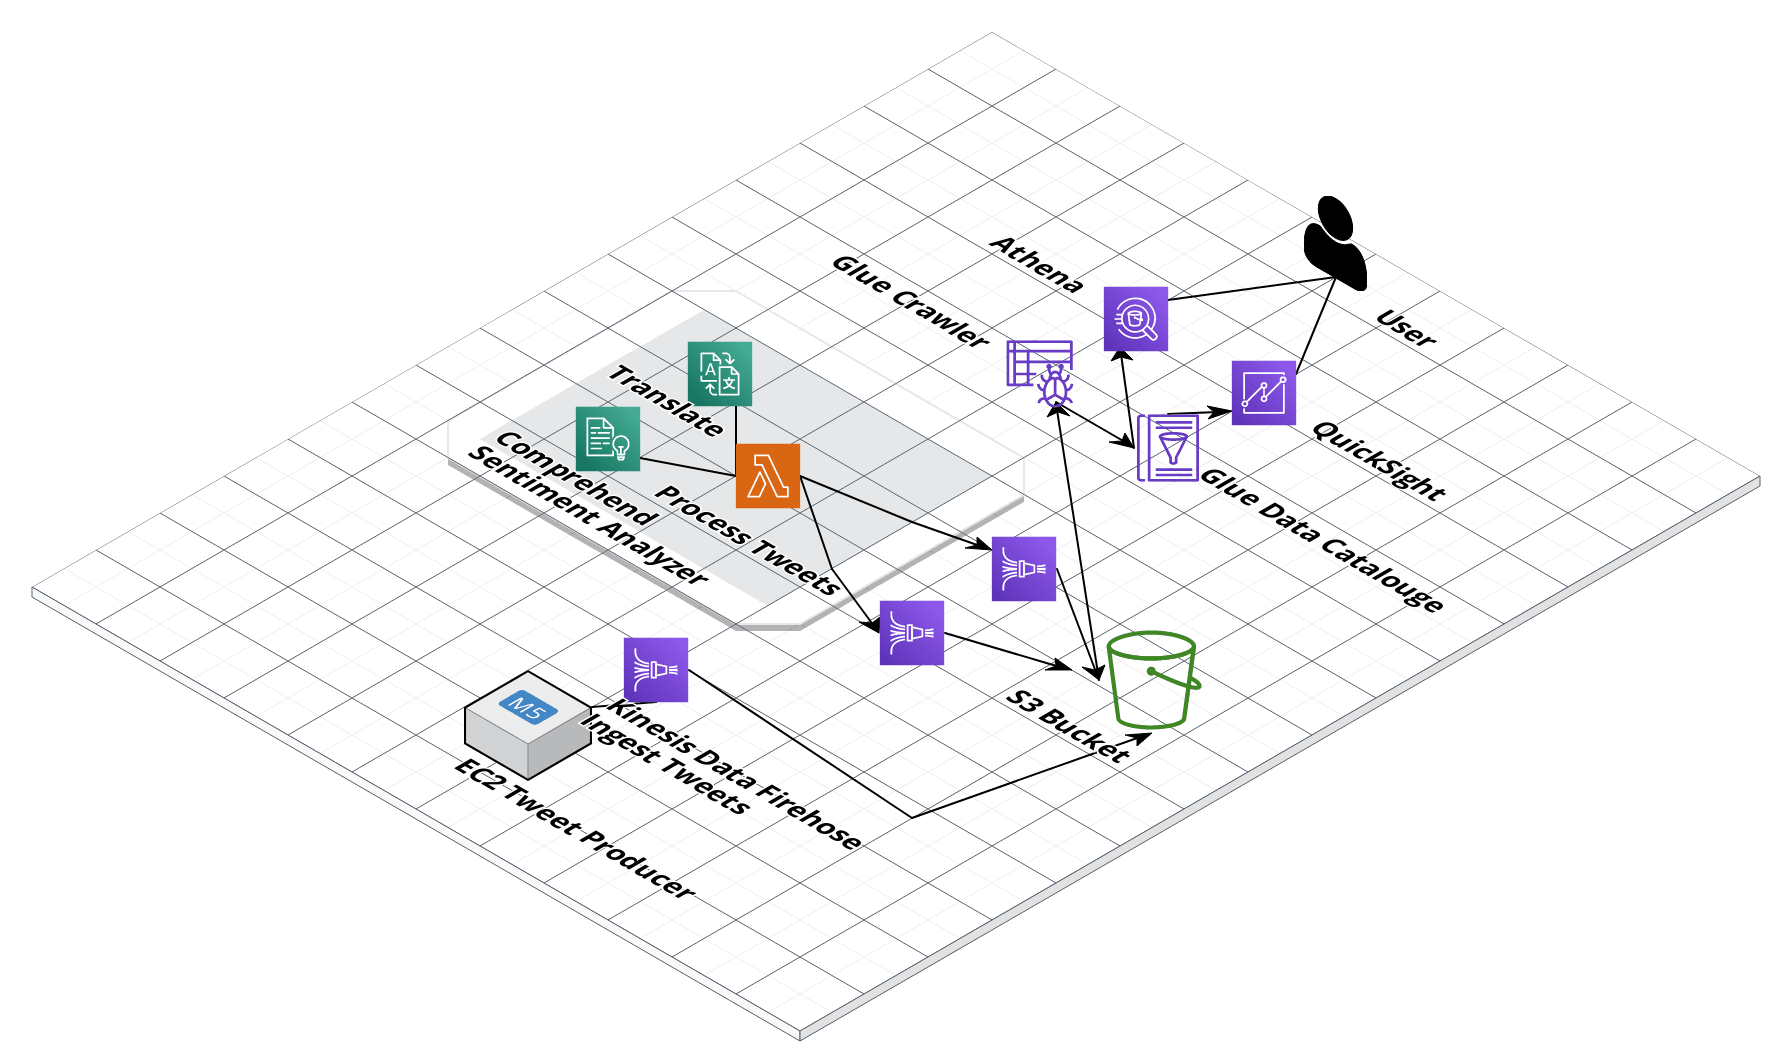 Athena
Glue Crawler
User
Translate
A
文
QuickSight
Comprehend
Sentiment Analyzer
Process Tweets
Glue Data Catalouge
S3 Bucket
M5
Kinesis Data Firehose
Ingest Tweets
EC2 Tweet Producer